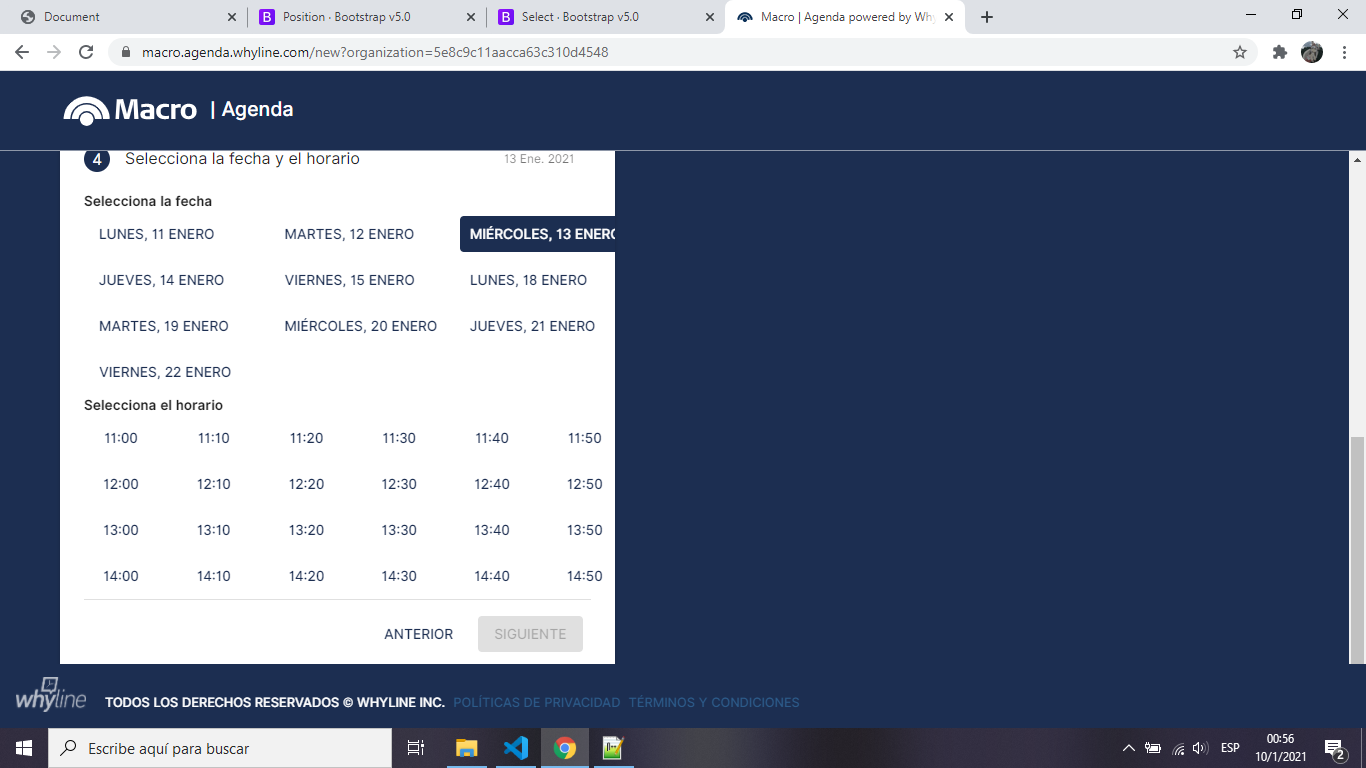 Document
Position · Bootstrap v5.0
Select · Bootstrap v5.0
Macro | Agenda powered by Why
macro.agenda.whyline.com/new?organization=5e8c9c11aacca63c310d4548
Macro | Agenda
4 Selecciona la fecha y el horario 13 Ene. 2021
Selecciona la fecha
LUNES, 11 ENERO MARTES, 12 ENERO MIÉRCOLES, 13 ENERO
JUEVES, 14 ENERO VIERNES, 15 ENERO LUNES, 18 ENERO
MARTES, 19 ENERO MIÉRCOLES, 20 ENERO JUEVES, 21 ENERO
VIERNES, 22 ENERO
Selecciona el horario
11:00 11:10 11:20 11:30 11:40 11:50
12:00 12:10 12:20 12:30 12:40 12:50
13:00 13:10 13:20 13:30 13:40 13:50
14:00 14:10 14:20 14:30 14:40 14:50
ANTERIOR SIGUIENTE
whyline TODOS LOS DERECHOS RESERVADOS © WHYLINE INC. POLÍTICAS DE PRIVACIDAD TÉRMINOS Y CONDICIONES
Escribe aquí para buscar
ESP
00:56
10/1/2021
2